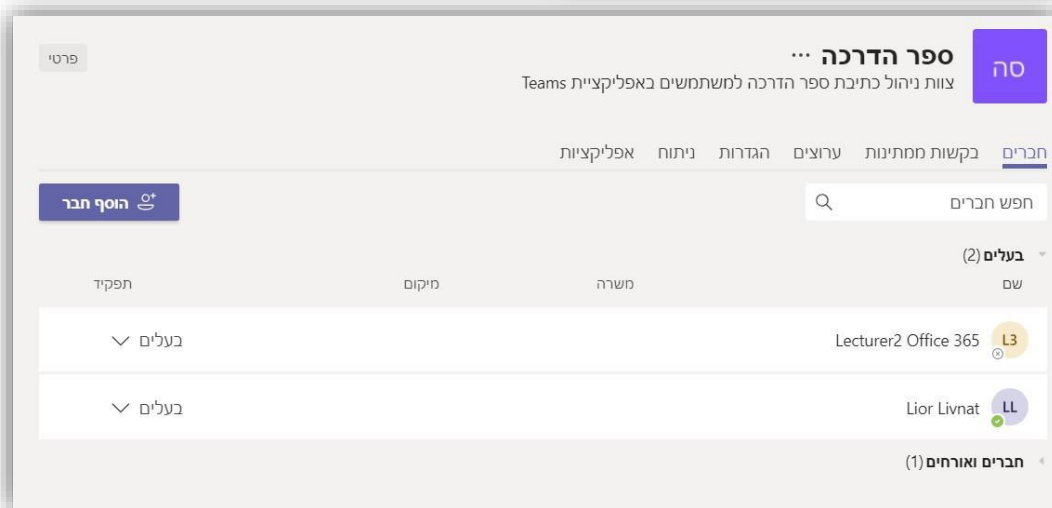 ספר הדרכה ...
פרטי
סה
צוות ניהול כתיבת ספר הדרכה למשתמשים באפליקציית Teams
חברים בקשות ממתינות ערוצים הגדרות ניתוח אפליקציות
חפש חברים
הוסף חבר
בעלים (2)
שם משרה מיקום תפקיד
L3 Lecturer2 Office 365 בעלים
LL Lior Livnat בעלים
חברים ואורחים (1)